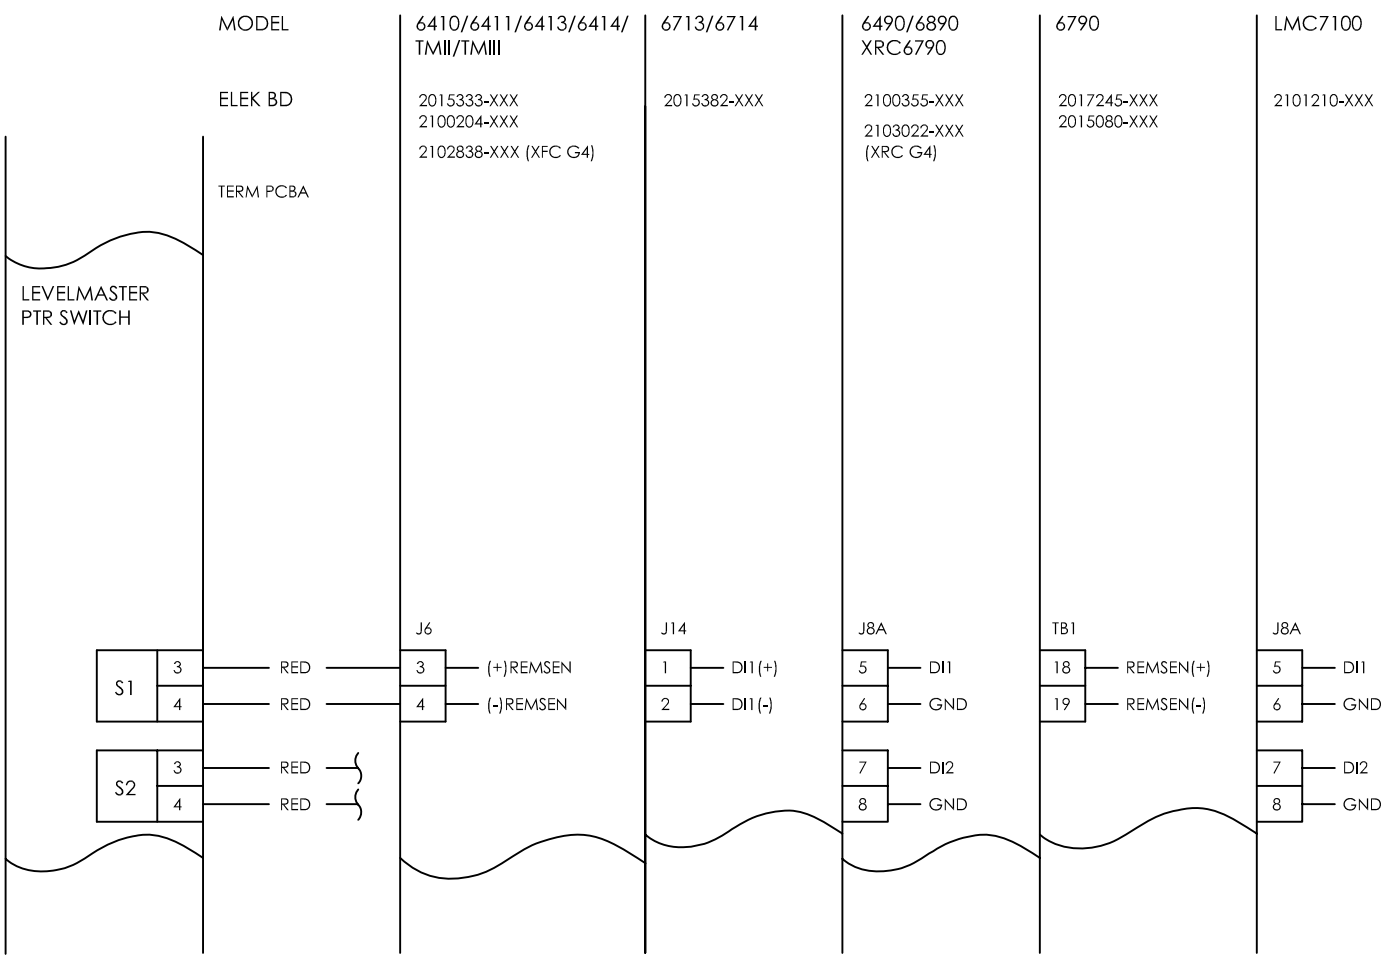 MODEL 6410/6411/6413/6414/ 6713/6714 6490/6890 6790 LMC7100
TMII/TMIII XRC6790
ELEK BD 2015333-XXX 2015382-XXX 2100355-XXX 2017245-XXX 2101210-XXX
2100204-XXX 2015080-XXX
2103022-XXX
2102838-XXX (XFC G4) (XRC G4)
TERM PCBA
LEVELMASTER
PTR SWITCH
J6 J14 J8A TB1 J8A
3 RED 3 (+)REMSEN 1 DI1(+) 5 DI1 18 REMSEN(+) 5 DI1
S1
4 RED 4 (-)REMSEN 2 DI1(-) 6 GND 19 REMSEN(-) 6 GND
3 RED 7 DI2 7 DI2
S2
4 RED 8 GND 8 GND